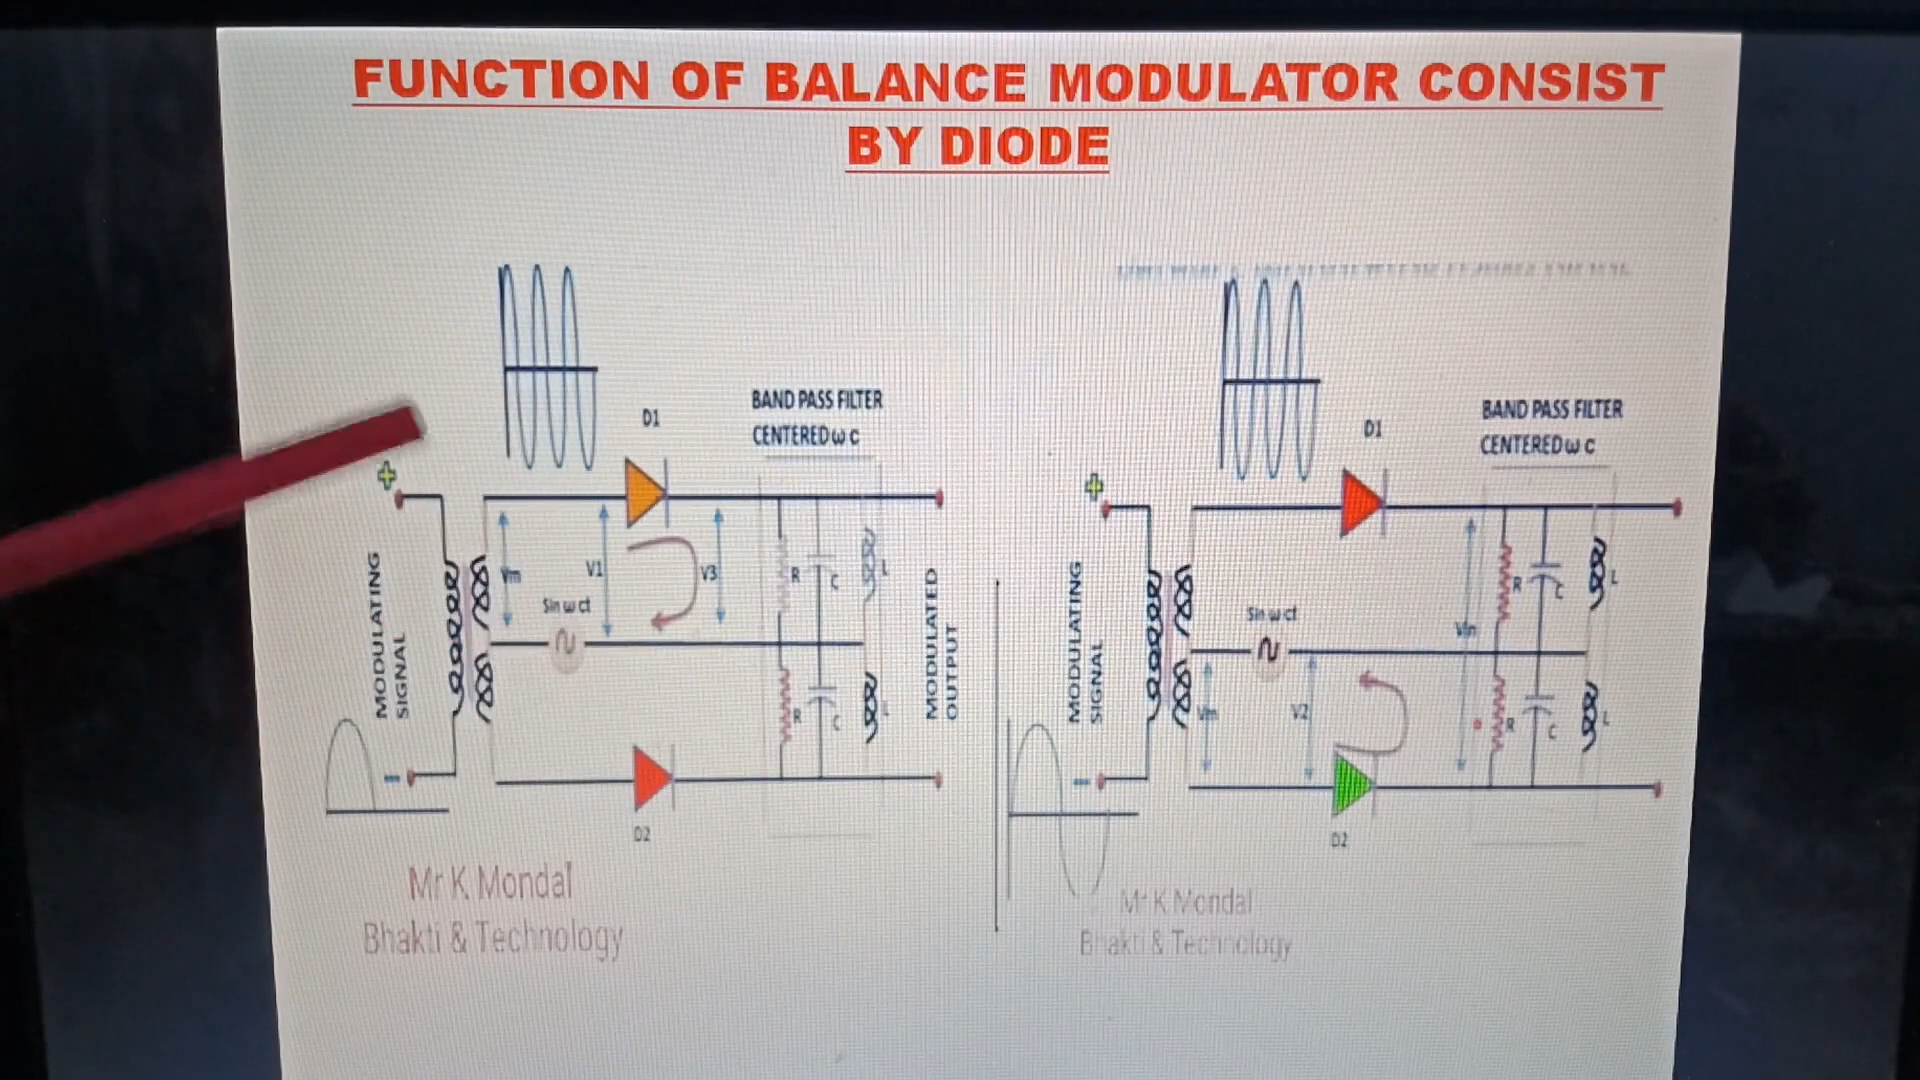 FUNCTION OF BALANCE MODULATOR CONSIST
BY DIODE
D1
BAND PASS FILTER
CENTERED ω c
+
MODULATING
SIGNAL
Vm
V1
Sin ω ct
V3
R
C
L
R
C
L
MODULATED
OUTPUT
D2
Mr K Mondal
Bhakti & Technology
D1
BAND PASS FILTER
CENTERED ω c
+
MODULATING
SIGNAL
Sin ω ct
Vm
V2
R
C
L
R
C
L
D2
Mr K Mondal
Bhakti & Technology